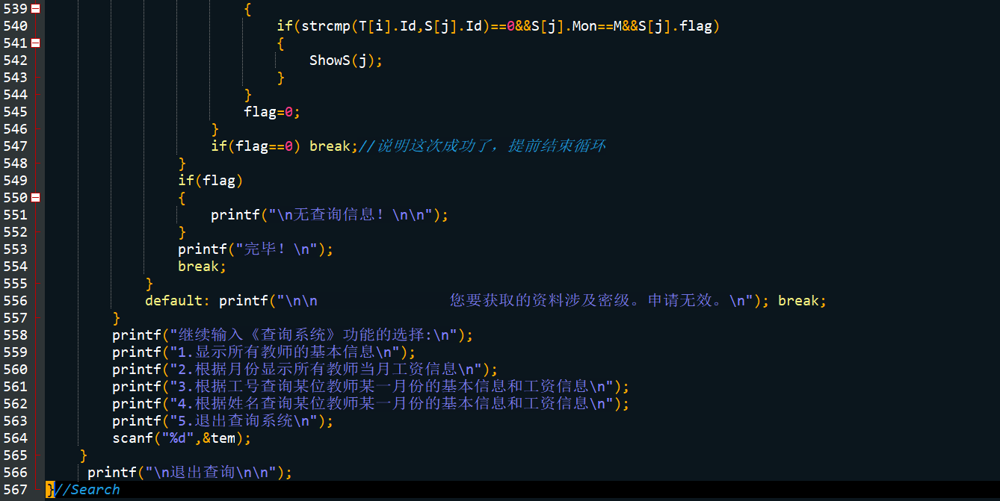 539 {
540 if(strcmp(T[i].Id,S[j].Id)==0&&S[j].Mon==M&&S[j].flag)
541 {
542 ShowS(j);
543 }
544 }
545 flag=0;
546 }
547 if(flag==0) break;//说明这次成功了，提前结束循环
548 }
549 if(flag)
550 {
551 printf("\n无查询信息！\n\n");
552 }
553 printf("完毕！\n");
554 break;
555 }
556 default: printf("\n\n 您要获取的资料涉及密级。申请无效。\n"); break;
557 }
558 printf("继续输入《查询系统》功能的选择:\n");
559 printf("1.显示所有教师的基本信息\n");
560 printf("2.根据月份显示所有教师当月工资信息\n");
561 printf("3.根据工号查询某位教师某一月份的基本信息和工资信息\n");
562 printf("4.根据姓名查询某位教师某一月份的基本信息和工资信息\n");
563 printf("5.退出查询系统\n");
564 scanf("%d",&tem);
565 }
566 printf("\n退出查询\n\n");
567 }//Search